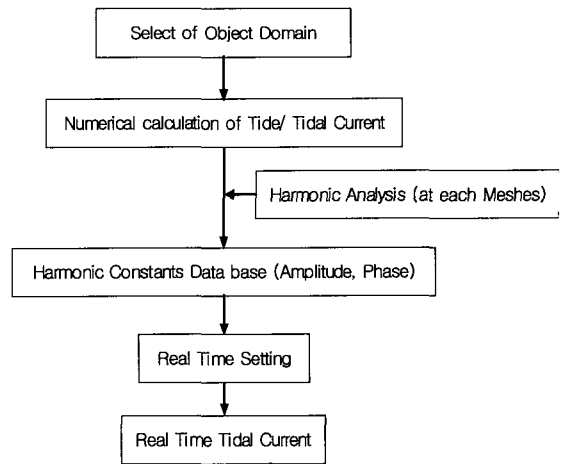 Select of Object Domain
Numerical calculation of Tide/ Tidal Current
Harmonic Analysis (at each Meshes)
Harmonic Constants Data base (Amplitude, Phase)
Real Time Setting
Real Time Tidal Current